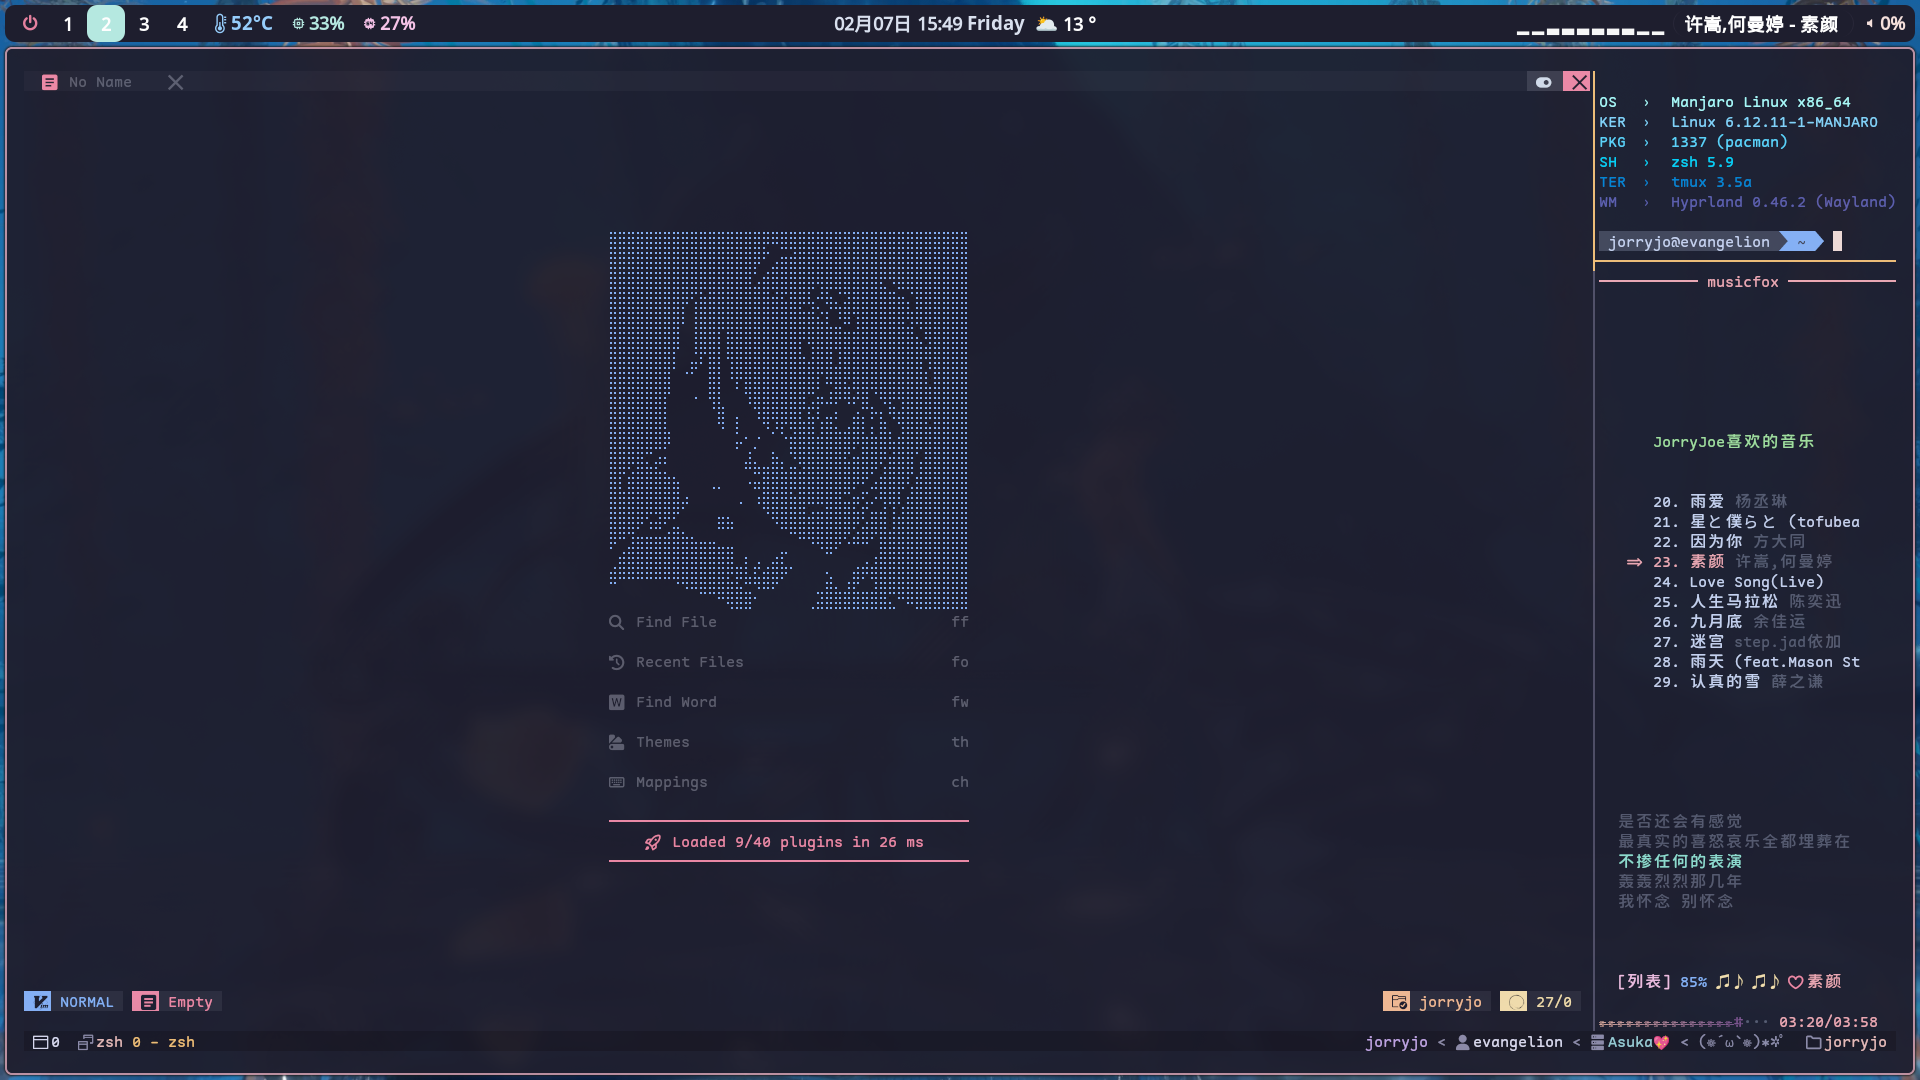 1 2 3 4 52°C 33% 27%
02月07日 15:49 Friday 13 °
许嵩,何曼婷 - 素颜 0%
No Name
OS › Manjaro Linux x86_64
KER › Linux 6.12.11-1-MANJARO
PKG › 1337 (pacman)
SH › zsh 5.9
TER › tmux 3.5a
WM › Hyprland 0.46.2 (Wayland)
jorryjo@evangelion ~
musicfox
JorryJoe喜欢的音乐
20. 雨爱 杨丞琳
21. 星と僕らと (tofubea
22. 因为你 方大同
⇒ 23. 素颜 许嵩,何曼婷
24. Love Song(Live)
25. 人生马拉松 陈奕迅
26. 九月底 余佳运
27. 迷宫 step.jad依加
28. 雨天 (feat.Mason St
29. 认真的雪 薛之谦
是否还会有感觉
最真实的喜怒哀乐全都埋葬在
不掺任何的表演
轰轰烈烈那几年
我怀念 别怀念
[列表] 85% ♫♪ ♫♪ ♡素颜
03:20/03:58
Find File ff
Recent Files fo
Find Word fw
Themes th
Mappings ch
Loaded 9/40 plugins in 26 ms
NORMAL Empty
jorryjo 27/0
0 zsh 0 - zsh
jorryjo < evangelion < Asuka💖 < (❁´ω`❁)*✲ﾟ jorryjo